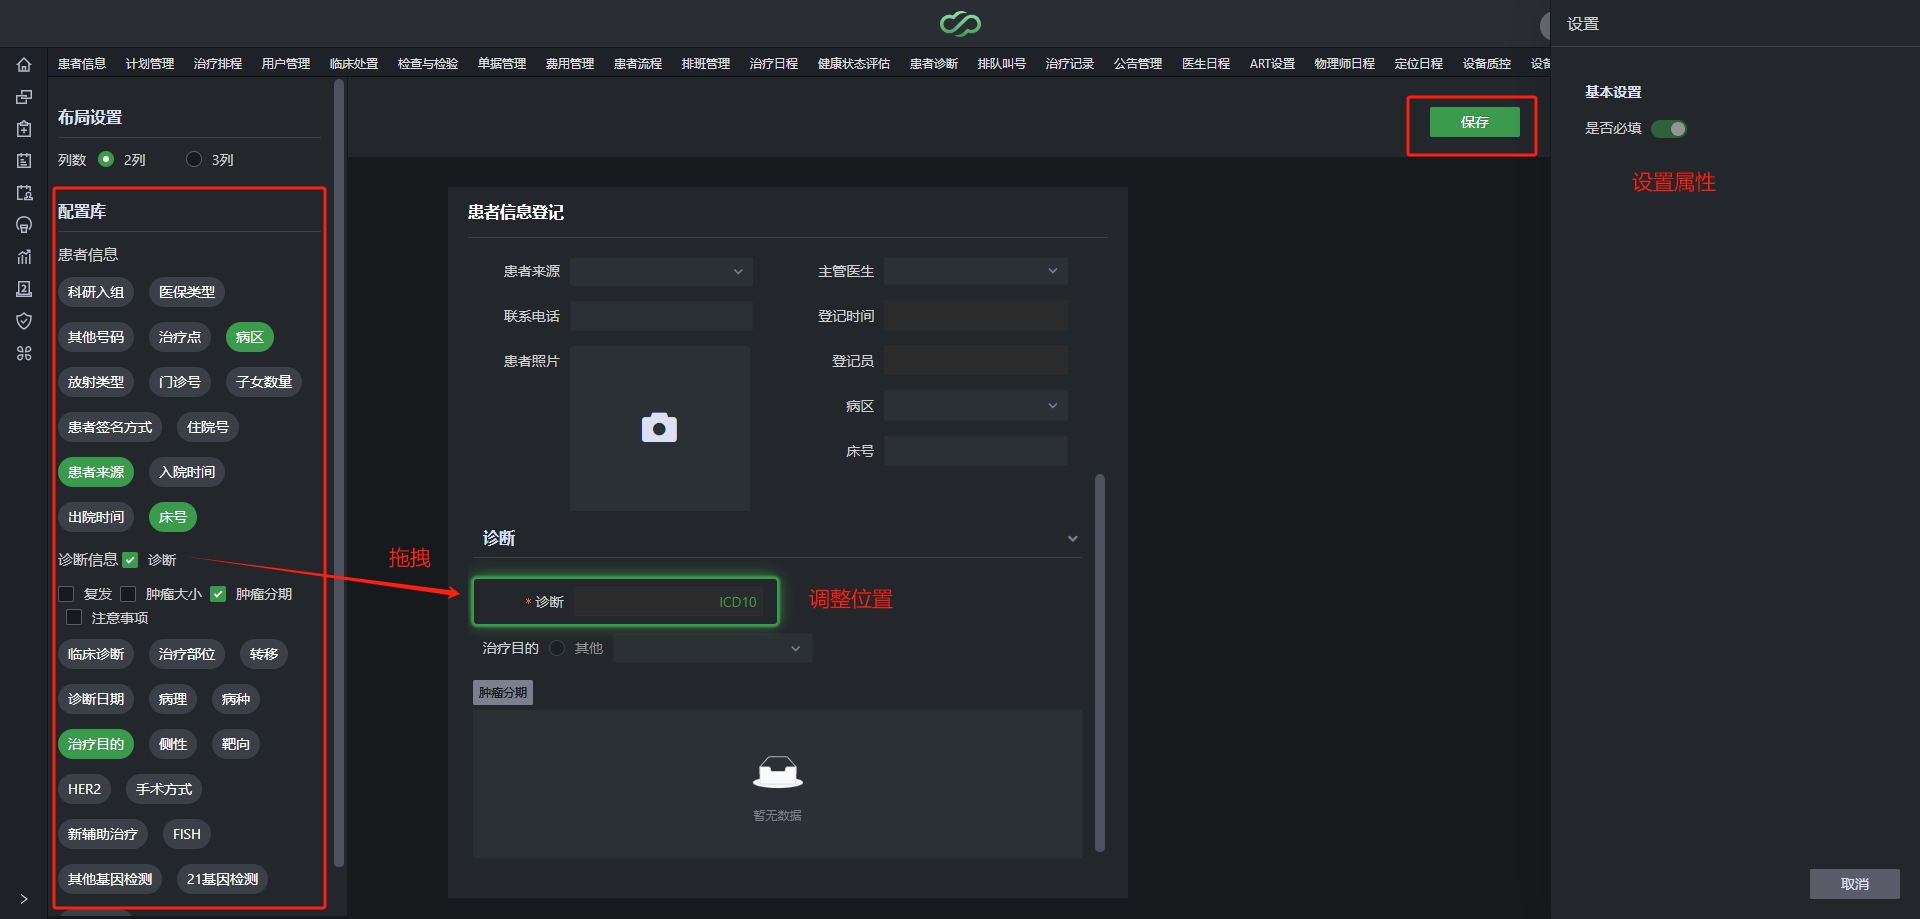 设置
患者信息 计划管理 治疗排程 用户管理 临床处置 检查与检验 单据管理 费用管理 患者流程 排班管理 治疗日程 健康状态评估 患者诊断 排队叫号 治疗记录 公告管理 医生日程 ART设置 物理师日程 定位日程 设备质控 设备
布局设置
列数 2列 3列
配置库
患者信息
科研入组 医保类型
其他号码 治疗点 病区
放射类型 门诊号 子女数量
患者签名方式 住院号
患者来源 入院时间
出院时间 床号
诊断信息 诊断
复发 肿瘤大小 肿瘤分期
注意事项
临床诊断 治疗部位 转移
诊断日期 病理 病种
治疗目的 侧性 靶向
HER2 手术方式
新辅助治疗 FISH
其他基因检测 21基因检测
保存
患者信息登记
患者来源 主管医生
联系电话 登记时间
患者照片 登记员
病区
床号
诊断
拖拽
* 诊断 ICD10
调整位置
治疗目的 其他
肿瘤分期
暂无数据
基本设置
是否必填
设置属性
取消